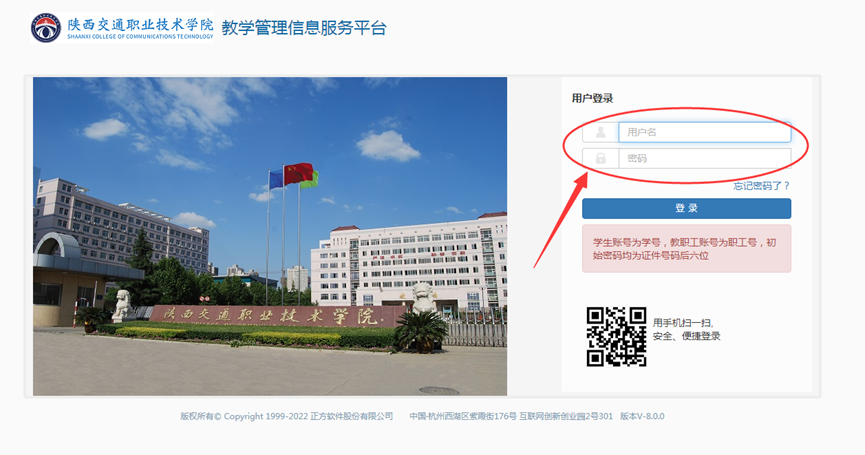 陕西交通职业技术学院 教学管理信息服务平台
SHAANXI COLLEGE OF COMMUNICATIONS TECHNOLOGY
用户登录
用户名
密码
忘记密码了？
登 录
学生账号为学号，教职工账号为职工号，初
始密码均为证件号码后六位
陕西交通职业技术学院
用手机扫一扫,
安全、便捷登录
版权所有© Copyright 1999-2022 正方软件股份有限公司 中国·杭州西湖区紫霞街176号 互联网创新创业园2号301 版本V-8.0.0